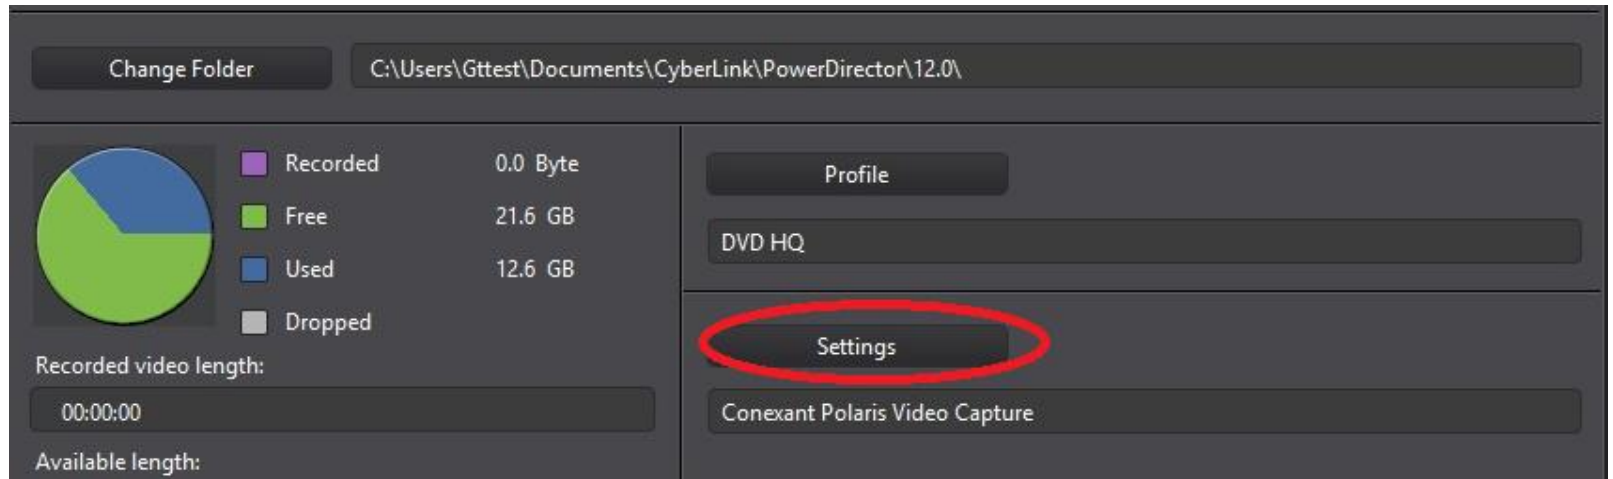 Change Folder
C:\Users\Gttest\Documents\CyberLink\PowerDirector\12.0\
Recorded 0.0 Byte
Free 21.6 GB
Used 12.6 GB
Dropped
Recorded video length:
00:00:00
Available length:
Profile
DVD HQ
Settings
Conexant Polaris Video Capture